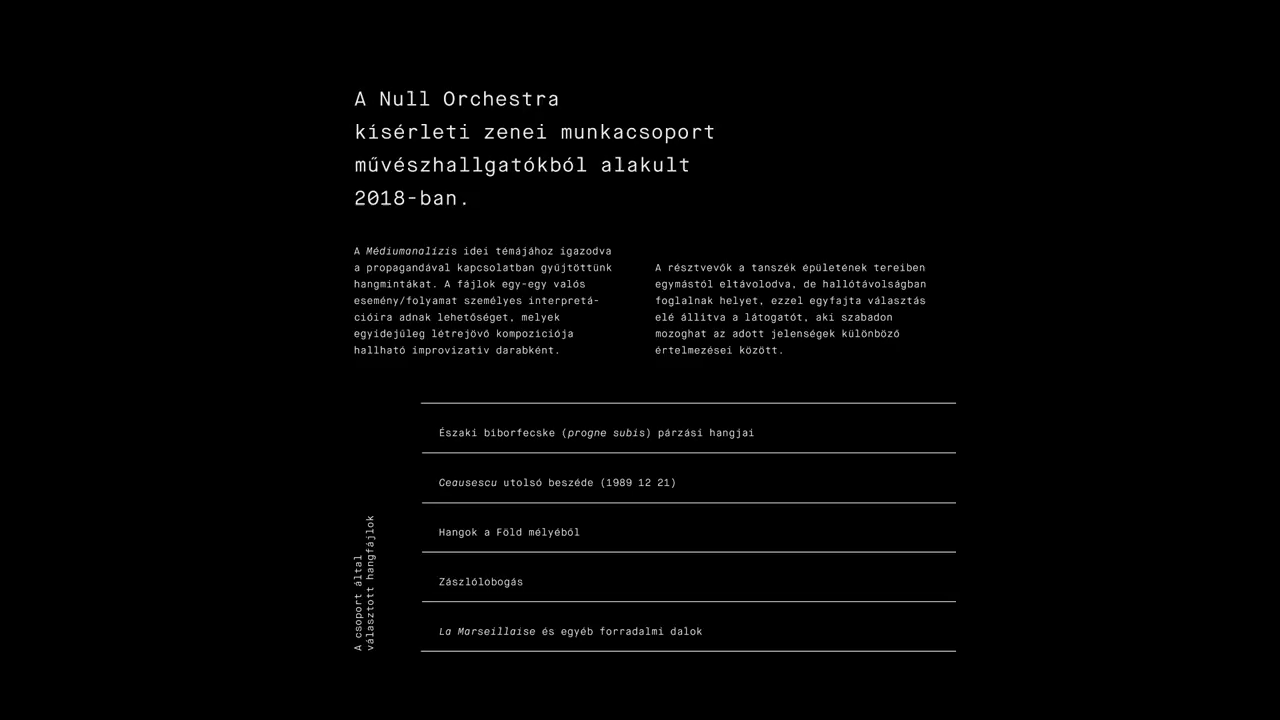 A Null Orchestra
kísérleti zenei munkacsoport
művészhallgatókból alakult
2018-ban.
A Médiumanalízis idei témájához igazodva
a propagandával kapcsolatban gyűjtöttünk
hangmintákat. A fájlok egy-egy valós
esemény/folyamat személyes interpretá-
cióira adnak lehetőséget, melyek
egyidejűleg létrejövő kompozíciója
hallható improvizatív darabként.
A résztvevők a tanszék épületének tereiben
egymástól eltávolodva, de hallótávolságban
foglalnak helyet, ezzel egyfajta választás
elé állítva a látogatót, aki szabadon
mozoghat az adott jelenségek különböző
értelmezései között.
A csoport által
választott hangfájlok
Északi bíborfecske (progne subis) párzási hangjai
Ceausescu utolsó beszéde (1989 12 21)
Hangok a Föld mélyéből
Zászlólobogás
La Marseillaise és egyéb forradalmi dalok